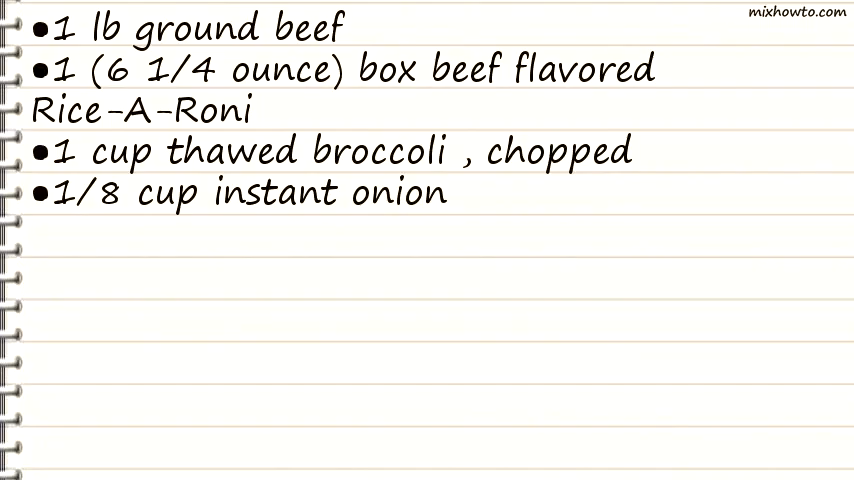 mixhowto.com
•1 lb ground beef
•1 (6 1/4 ounce) box beef flavored
Rice-A-Roni
•1 cup thawed broccoli , chopped
•1/8 cup instant onion